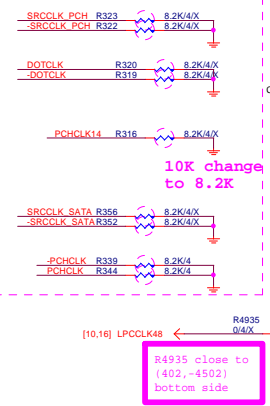 SRCCLK_PCH R323 8.2K/4/X
-SRCCLK_PCH R322 8.2K/4/X
DOTCLK R320 8.2K/4/X
-DOTCLK R319 8.2K/4/X
PCHCLK14 R316 8.2K/4/X
10K change
to 8.2K
SRCCLK_SATA R356 8.2K/4/X
-SRCCLK_SATA R352 8.2K/4/X
-PCHCLK R339 8.2K/4
PCHCLK R344 8.2K/4
R4935
0/4/X
[10,16] LPCCLK48
R4935 close to
(402,-4502)
bottom side